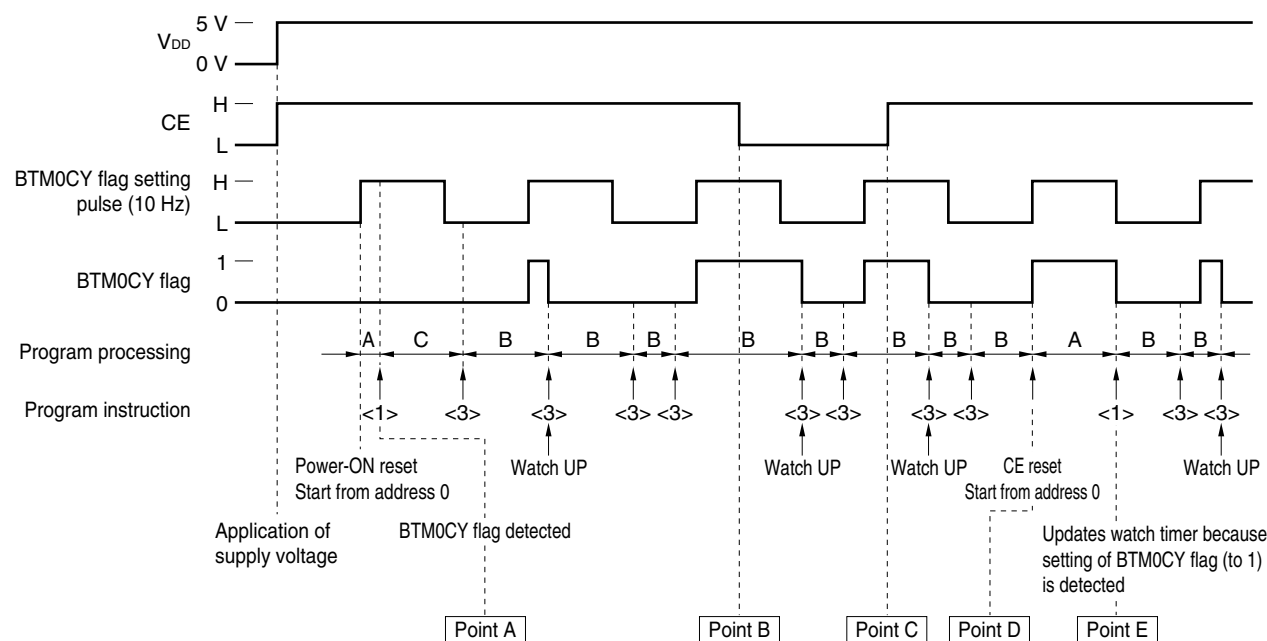 5 V
VDD
0 V
H
CE
L
BTM0CY flag setting
pulse (10 Hz)
H
L
1
BTM0CY flag
0
A C B B B B B B B B A B B
Program processing
Program instruction
<1> <3> <3> <3> <3> <3> <3> <3> <3> <1> <3> <3>
Power-ON reset
Start from address 0
Watch UP
Watch UP
Watch UP
CE reset
Start from address 0
Watch UP
Application of
supply voltage
BTM0CY flag detected
Updates watch timer because
setting of BTM0CY flag (to 1)
is detected
Point A
Point B
Point C
Point D
Point E